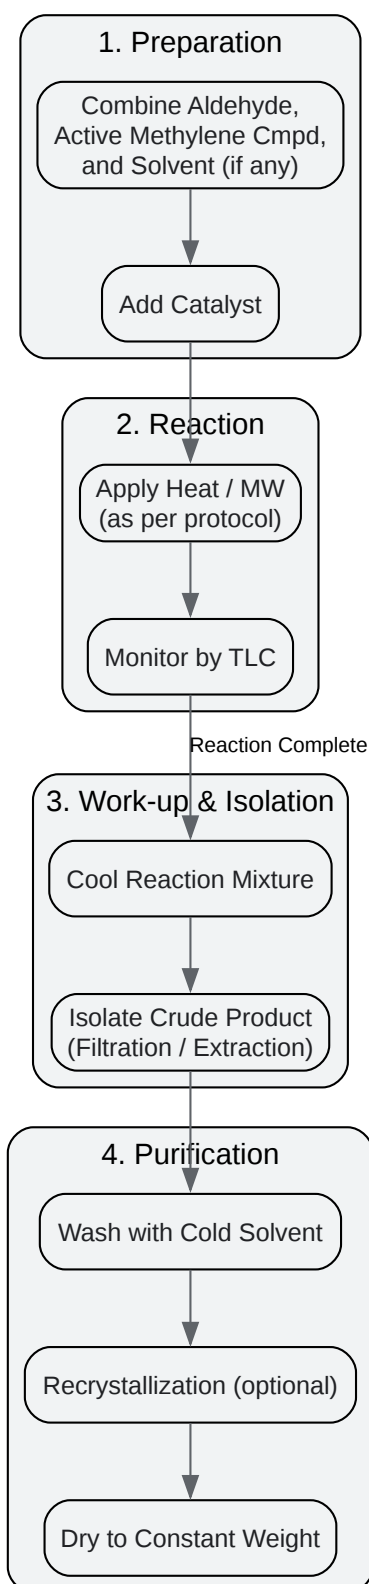 1. Preparation
Combine Aldehyde,
Active Methylene Cmpd,
and Solvent (if any)
Add Catalyst
2. Reaction
Apply Heat / MW
(as per protocol)
Monitor by TLC
Reaction Complete
3. Work-up & Isolation
Cool Reaction Mixture
Isolate Crude Product
(Filtration / Extraction)
4. Purification
Wash with Cold Solvent
Recrystallization (optional)
Dry to Constant Weight